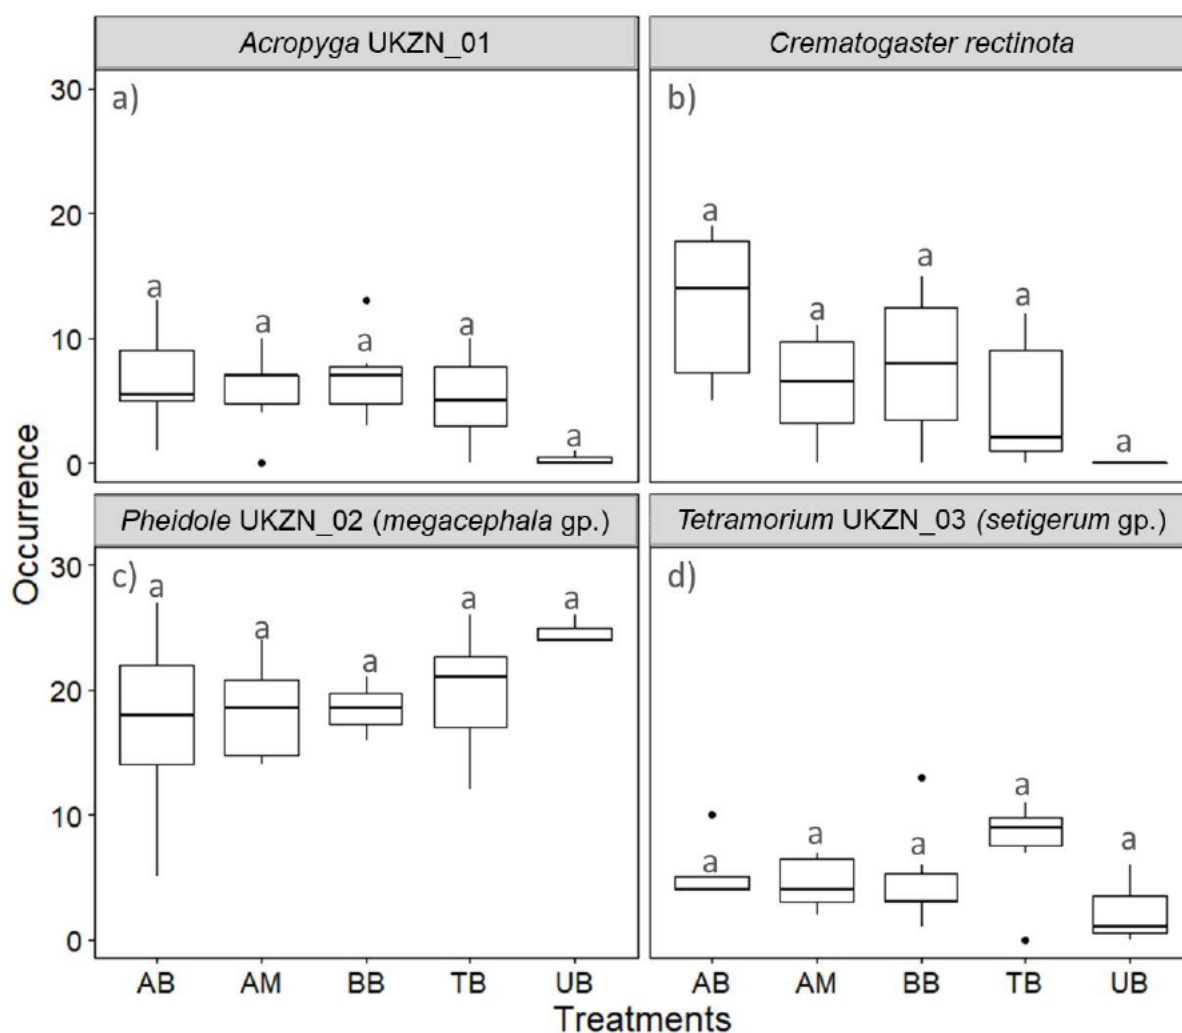 Acropyga UKZN_01
Crematogaster rectinota
a)
b)
30
20
10
0
a a a a a
a a a a a
Pheidole UKZN_02 (megacephala gp.)
Tetramorium UKZN_03 (setigerum gp.)
c)
d)
30
20
10
0
a a a a a
a a a a a
AB AM BB TB UB
AB AM BB TB UB
Treatments
Occurrence